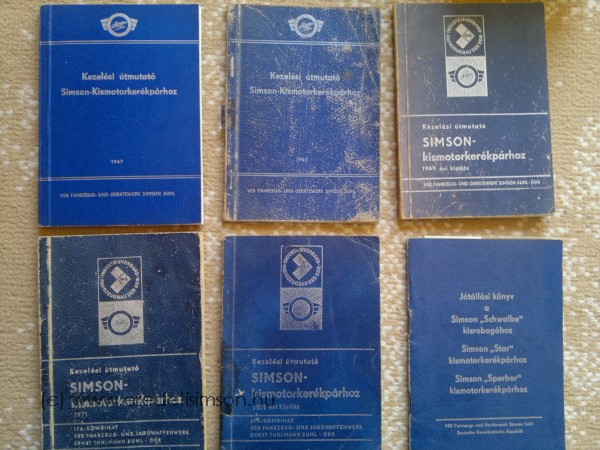 Kezelési útmutató
Simson-Kismotorkerékpárhoz
1967
VEB FAHRZEUG- UND GERÄTEWERK SIMSON SUHL
Kezelési útmutató
Simson-Kismotorkerékpárhoz
VEB FAHRZEUG- UND GERÄTEWERK SIMSON SUHL
Kezelési útmutató
SIMSON-
kismotorkerékpárhoz
1969. évi kiadás
VEB FAHRZEUG- UND GERÄTEWERK SIMSON SUHL · DDR
Kezelési útmutató
SIMSON-
kismotorkerékpárhoz
1971
IFA-KOMBINAT
VEB FAHRZEUG- UND JAGDWAFFENWERK
ERNST THÄLMANN SUHL · DDR
Kezelési útmutató
SIMSON-
kismotorkerékpárhoz
évi kiadás
IFA-KOMBINAT
VEB FAHRZEUG- UND JAGDWAFFENWERK
ERNST THÄLMANN SUHL · DDR
Jótállási könyv
a
Simson „Schwalbe"
kisrobogóhoz
Simson „Star"
kismotorkerékpárhoz
Simson „Sperber"
kismotorkerékpárhoz
VEB Fahrzeug- und Gerätewerk Simson Suhl
Deutsche Demokratische Republik